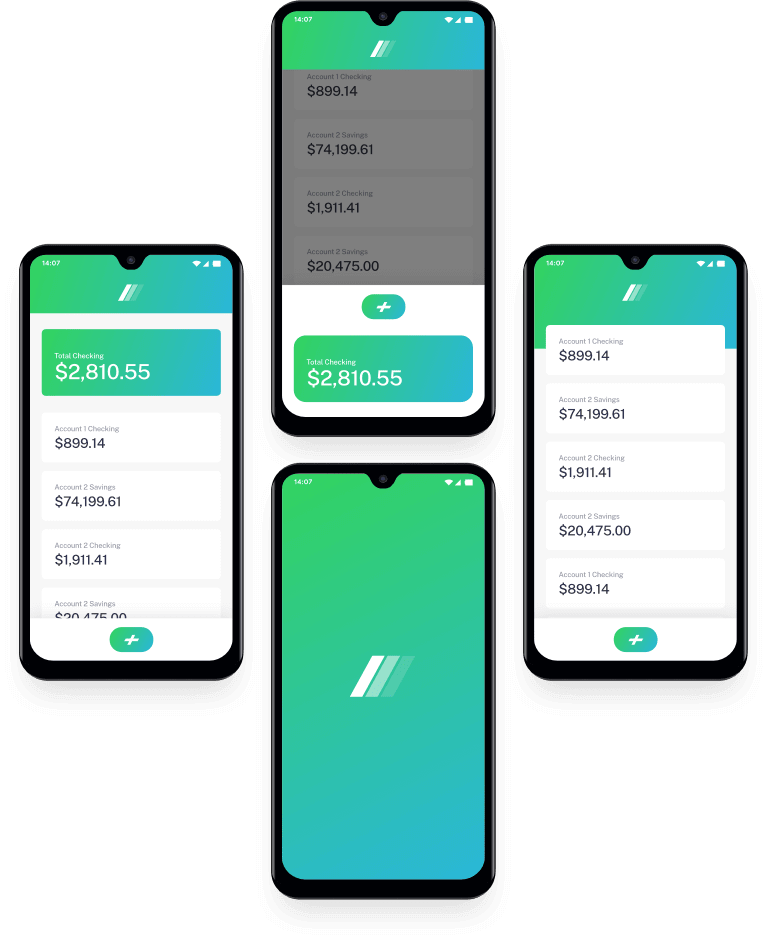 14:07
Account 1 Checking
$899.14
Account 2 Savings
$74,199.61
Account 2 Checking
$1,911.41
Account 2 Savings
$20,475.00
Total Checking
$2,810.55
14:07
Total Checking
$2,810.55
Account 1 Checking
$899.14
Account 2 Savings
$74,199.61
Account 2 Checking
$1,911.41
Account 2 Savings
$20,475.00
14:07
Account 1 Checking
$899.14
Account 2 Savings
$74,199.61
Account 2 Checking
$1,911.41
Account 2 Savings
$20,475.00
Account 1 Checking
$899.14
14:07